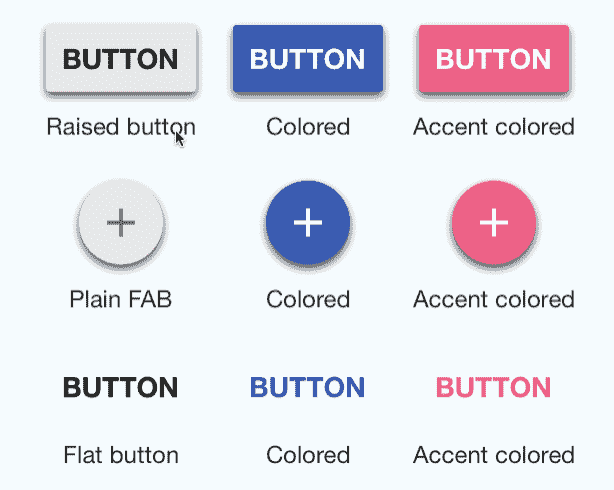 BUTTON BUTTON BUTTON
Raised button Colored Accent colored
+ + +
Plain FAB Colored Accent colored
BUTTON BUTTON BUTTON
Flat button Colored Accent colored